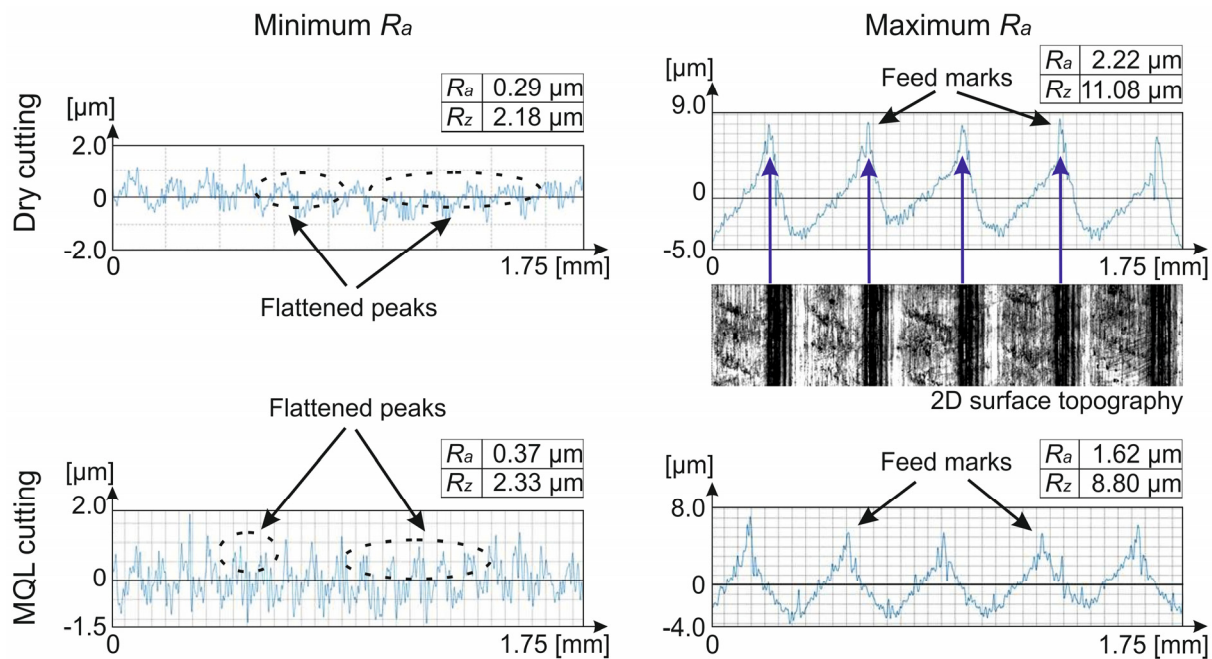 Minimum Ra
Maximum Ra
Dry cutting
[µm]
Ra 0.29 µm
Rz 2.18 µm
2.0
0
-2.0
0
1.75 [mm]
Flattened peaks
[µm]
Feed marks
Ra 2.22 µm
Rz 11.08 µm
9.0
0
-5.0
0
1.75 [mm]
2D surface topography
MQL cutting
Flattened peaks
[µm]
Ra 0.37 µm
Rz 2.33 µm
2.0
0
-1.5
0
1.75 [mm]
[µm]
Feed marks
Ra 1.62 µm
Rz 8.80 µm
8.0
0
-4.0
0
1.75 [mm]